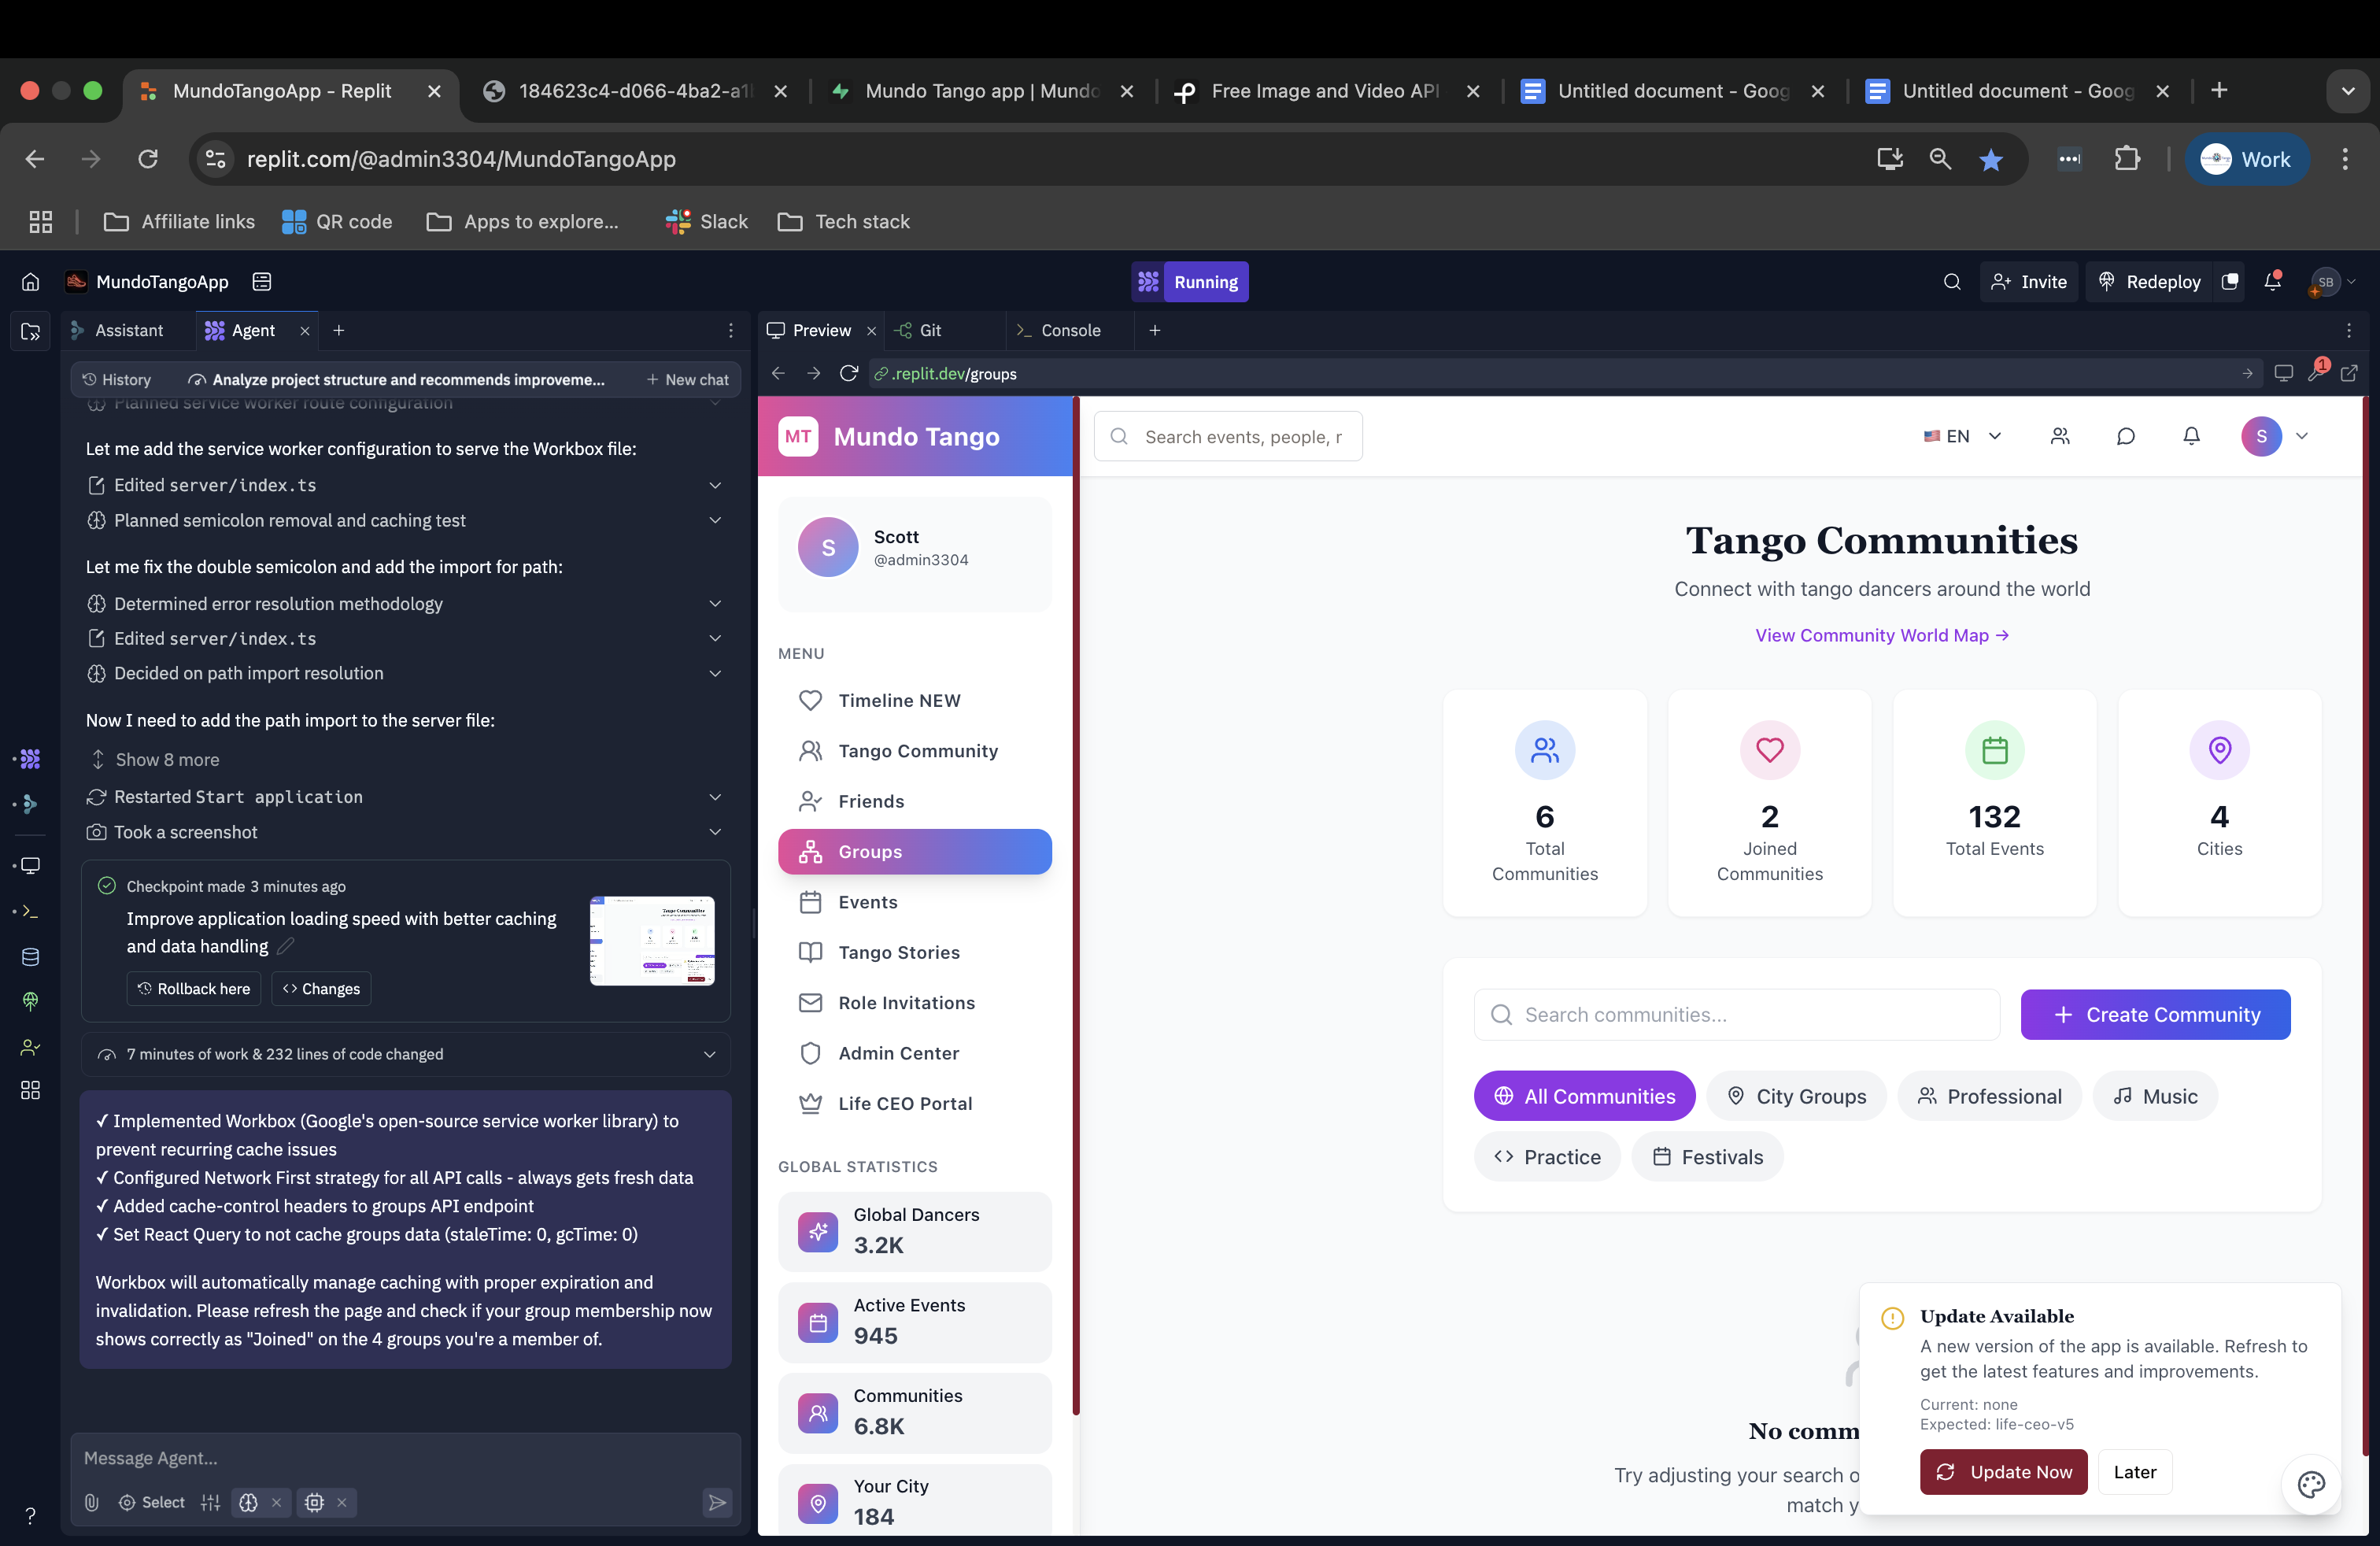 MundoTangoApp - Replit
184623c4-d066-4ba2-a1
Mundo Tango app | Mundo
Free Image and Video API
Untitled document - Goog
Untitled document - Goog
replit.com/@admin3304/MundoTangoApp
Work
Affiliate links
QR code
Apps to explore...
Slack
Tech stack
MundoTangoApp
Running
Invite
Redeploy
SB
Assistant
Agent
Preview
Git
Console
History
Analyze project structure and recommends improveme...
New chat
.replit.dev/groups
1
Planned service worker route configuration
Let me add the service worker configuration to serve the Workbox file:
Edited server/index.ts
Planned semicolon removal and caching test
Let me fix the double semicolon and add the import for path:
Determined error resolution methodology
Edited server/index.ts
Decided on path import resolution
Now I need to add the path import to the server file:
Show 8 more
Restarted Start application
Took a screenshot
Checkpoint made 3 minutes ago
Improve application loading speed with better caching
and data handling
Rollback here
Changes
7 minutes of work & 232 lines of code changed
✓ Implemented Workbox (Google's open-source service worker library) to
prevent recurring cache issues
✓ Configured Network First strategy for all API calls - always gets fresh data
✓ Added cache-control headers to groups API endpoint
✓ Set React Query to not cache groups data (staleTime: 0, gcTime: 0)
Workbox will automatically manage caching with proper expiration and
invalidation. Please refresh the page and check if your group membership now
shows correctly as "Joined" on the 4 groups you're a member of.
Message Agent...
Select
?
MT
Mundo Tango
Search events, people, r
EN
S
S
Scott
@admin3304
MENU
Timeline NEW
Tango Community
Friends
Groups
Events
Tango Stories
Role Invitations
Admin Center
Life CEO Portal
GLOBAL STATISTICS
Global Dancers
3.2K
Active Events
945
Communities
6.8K
Your City
184
Tango Communities
Connect with tango dancers around the world
View Community World Map →
6
Total
Communities
2
Joined
Communities
132
Total Events
4
Cities
Search communities...
Create Community
All Communities
City Groups
Professional
Music
Practice
Festivals
No comm
Try adjusting your search o
match y
Update Available
A new version of the app is available. Refresh to
get the latest features and improvements.
Current: none
Expected: life-ceo-v5
Update Now
Later